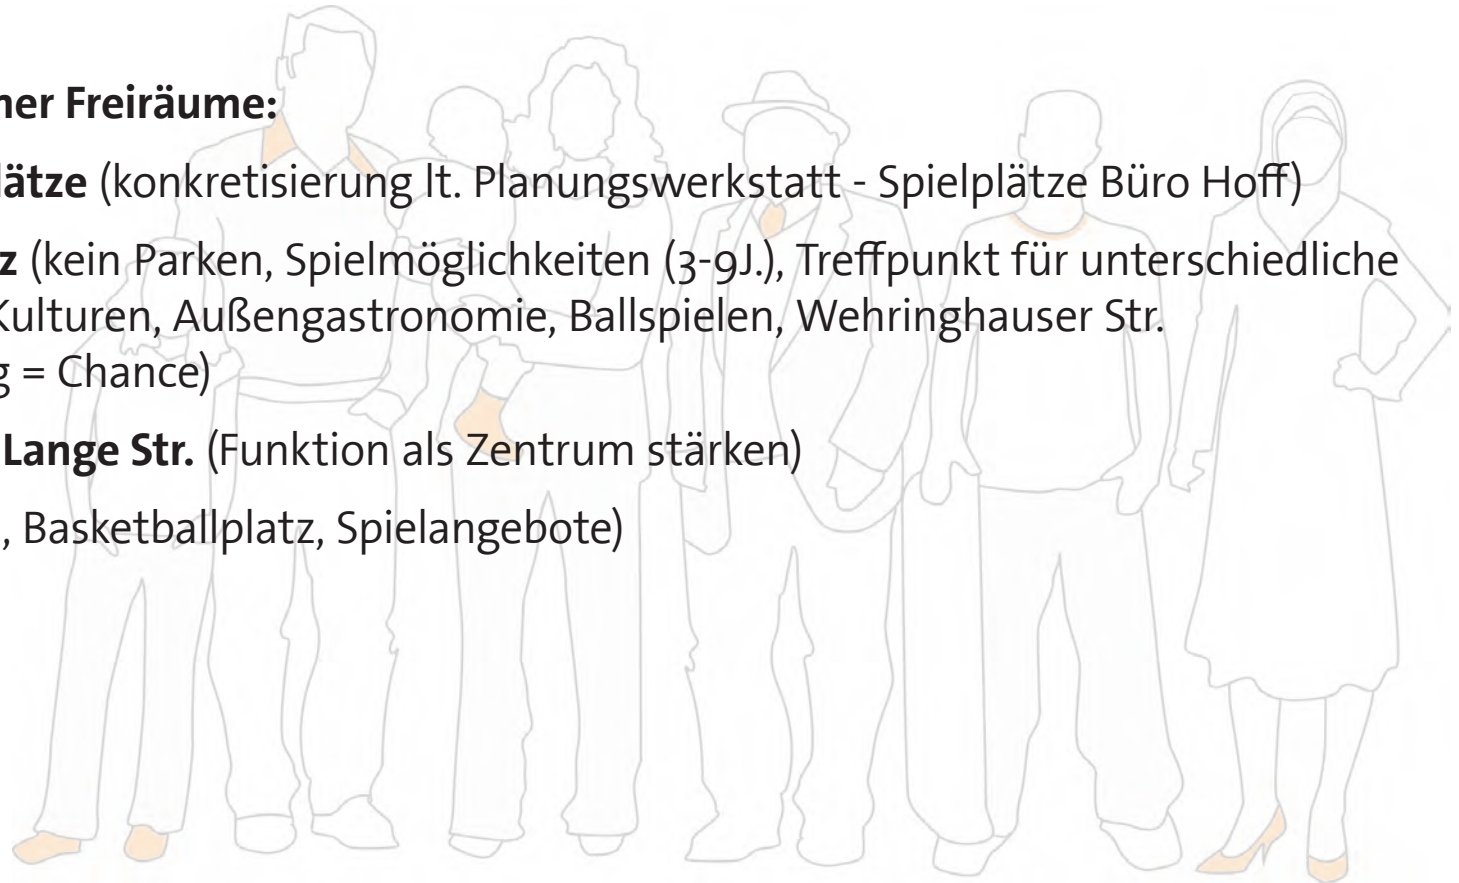 ner Freiräume:
lätze (konkretisierung lt. Planungswerkstatt - Spielplätze Büro Hoff)
z (kein Parken, Spielmöglichkeiten (3-9J.), Treffpunkt für unterschiedliche
Kulturen, Außengastronomie, Ballspielen, Wehringhauser Str.
g = Chance)
Lange Str. (Funktion als Zentrum stärken)
, Basketballplatz, Spielangebote)